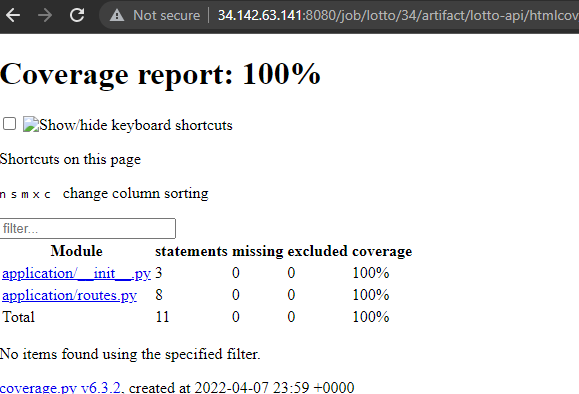 Not secure | 34.142.63.141:8080/job/lotto/34/artifact/lotto-api/htmlcov
Coverage report: 100%
Show/hide keyboard shortcuts
Shortcuts on this page
n s m x c change column sorting
filter...
Module statements missing excluded coverage
application/__init__.py 3 0 0 100%
application/routes.py 8 0 0 100%
Total 11 0 0 100%
No items found using the specified filter.
coverage.py v6.3.2, created at 2022-04-07 23:59 +0000